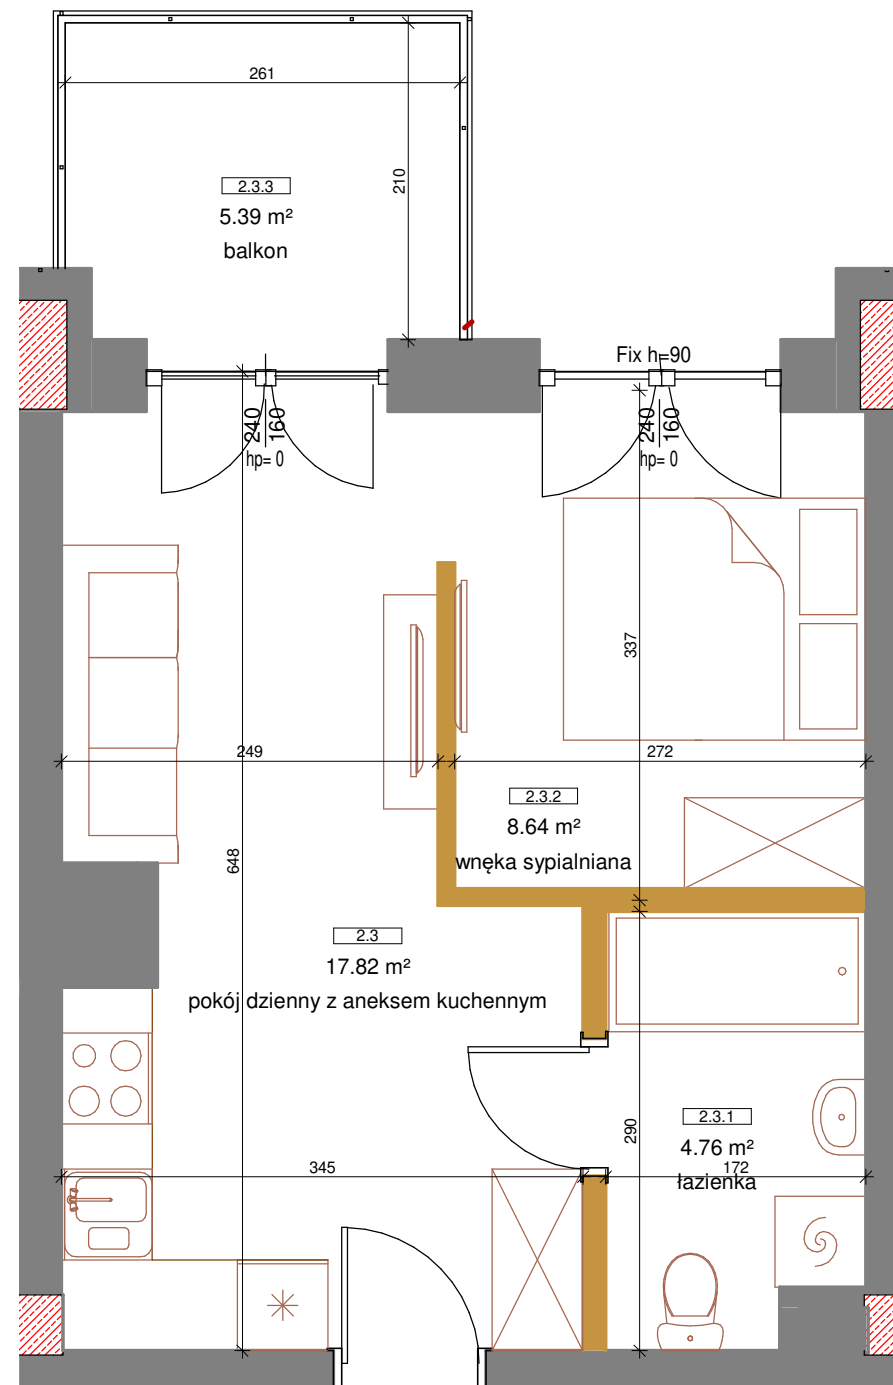 261
210
2.3.3
5.39 m²
balkon
Fix h=90
240
160
hp= 0
240
160
hp= 0
337
249
272
2.3.2
8.64 m²
wnęka sypialniana
648
2.3
17.82 m²
pokój dzienny z aneksem kuchennym
2.3.1
4.76 m²
łazienka
290
345
172